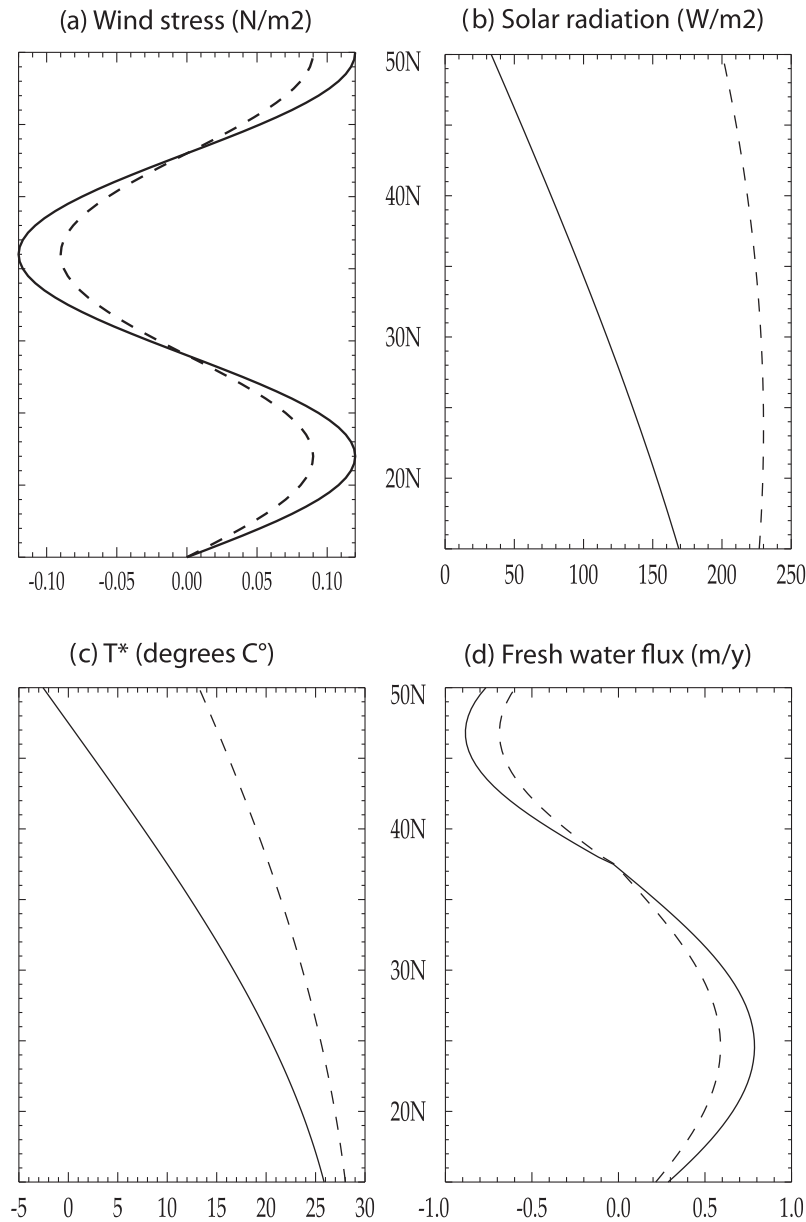 (a) Wind stress (N/m2)
(b) Solar radiation (W/m2)
50N
40N
30N
20N
-0.10 -0.05 0.00 0.05 0.10
0 50 100 150 200 250
(c) T* (degrees C°)
(d) Fresh water flux (m/y)
50N
40N
30N
20N
-5 0 5 10 15 20 25 30
-1.0 -0.5 0.0 0.5 1.0